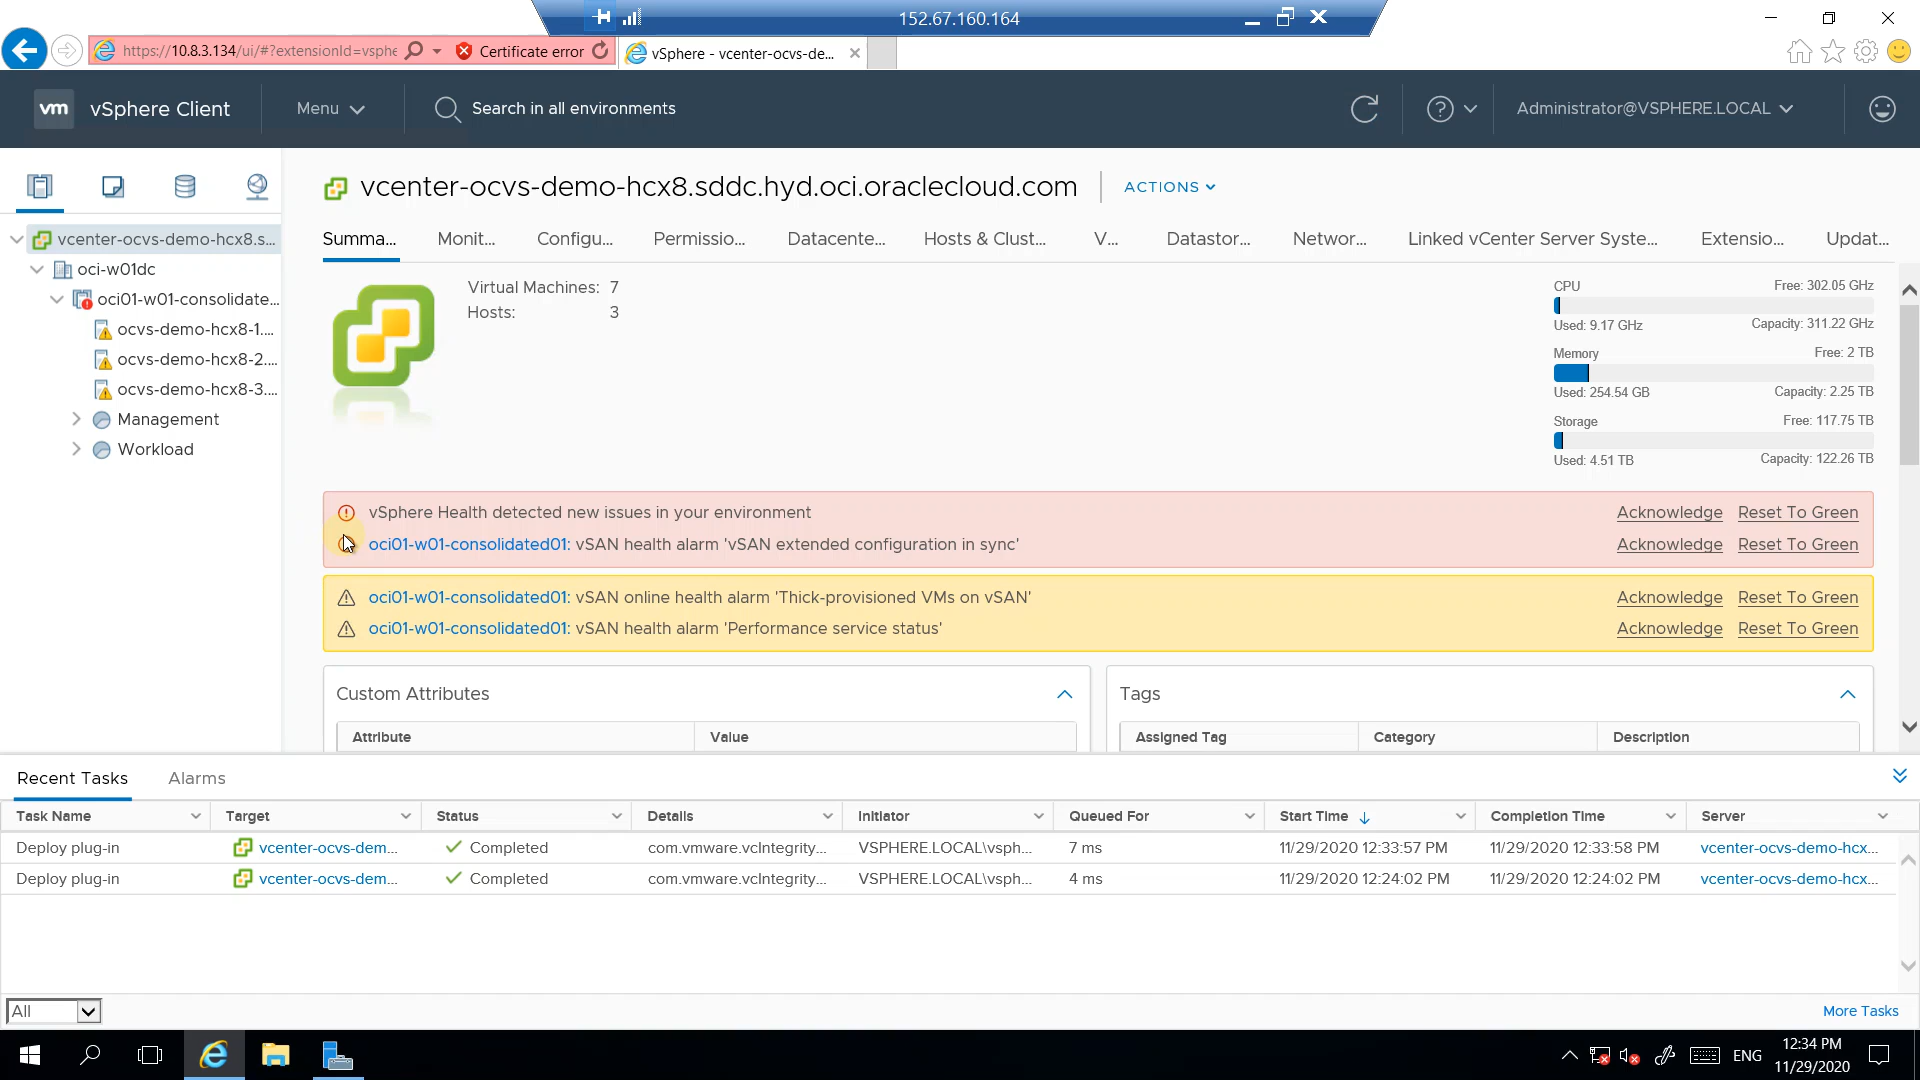 152.67.160.164
https://10.8.3.134/ui/#?extensionId=vsphe
Certificate error
vSphere - vcenter-ocvs-de...
vm
vSphere Client
Menu
Search in all environments
Administrator@VSPHERE.LOCAL
vcenter-ocvs-demo-hcx8.s...
oci-w01dc
oci01-w01-consolidate...
ocvs-demo-hcx8-1....
ocvs-demo-hcx8-2....
ocvs-demo-hcx8-3....
Management
Workload
vcenter-ocvs-demo-hcx8.sddc.hyd.oci.oraclecloud.com
ACTIONS
Summa... Monit... Configu... Permissio... Datacente... Hosts & Clust... V... Datastor... Networ... Linked vCenter Server Syste... Extensio... Updat...
Virtual Machines: 7
Hosts: 3
CPU Free: 302.05 GHz
Used: 9.17 GHz Capacity: 311.22 GHz
Memory Free: 2 TB
Used: 254.54 GB Capacity: 2.25 TB
Storage Free: 117.75 TB
Used: 4.51 TB Capacity: 122.26 TB
vSphere Health detected new issues in your environment Acknowledge Reset To Green
oci01-w01-consolidated01: vSAN health alarm 'vSAN extended configuration in sync' Acknowledge Reset To Green
oci01-w01-consolidated01: vSAN online health alarm 'Thick-provisioned VMs on vSAN' Acknowledge Reset To Green
oci01-w01-consolidated01: vSAN health alarm 'Performance service status' Acknowledge Reset To Green
Custom Attributes
Attribute Value
Tags
Assigned Tag Category Description
Recent Tasks Alarms
Task Name Target Status Details Initiator Queued For Start Time Completion Time Server
Deploy plug-in vcenter-ocvs-dem... Completed com.vmware.vcIntegrity... VSPHERE.LOCAL\vsph... 7 ms 11/29/2020 12:33:57 PM 11/29/2020 12:33:58 PM vcenter-ocvs-demo-hcx...
Deploy plug-in vcenter-ocvs-dem... Completed com.vmware.vcIntegrity... VSPHERE.LOCAL\vsph... 4 ms 11/29/2020 12:24:02 PM 11/29/2020 12:24:02 PM vcenter-ocvs-demo-hcx...
All
More Tasks
ENG
12:34 PM
11/29/2020